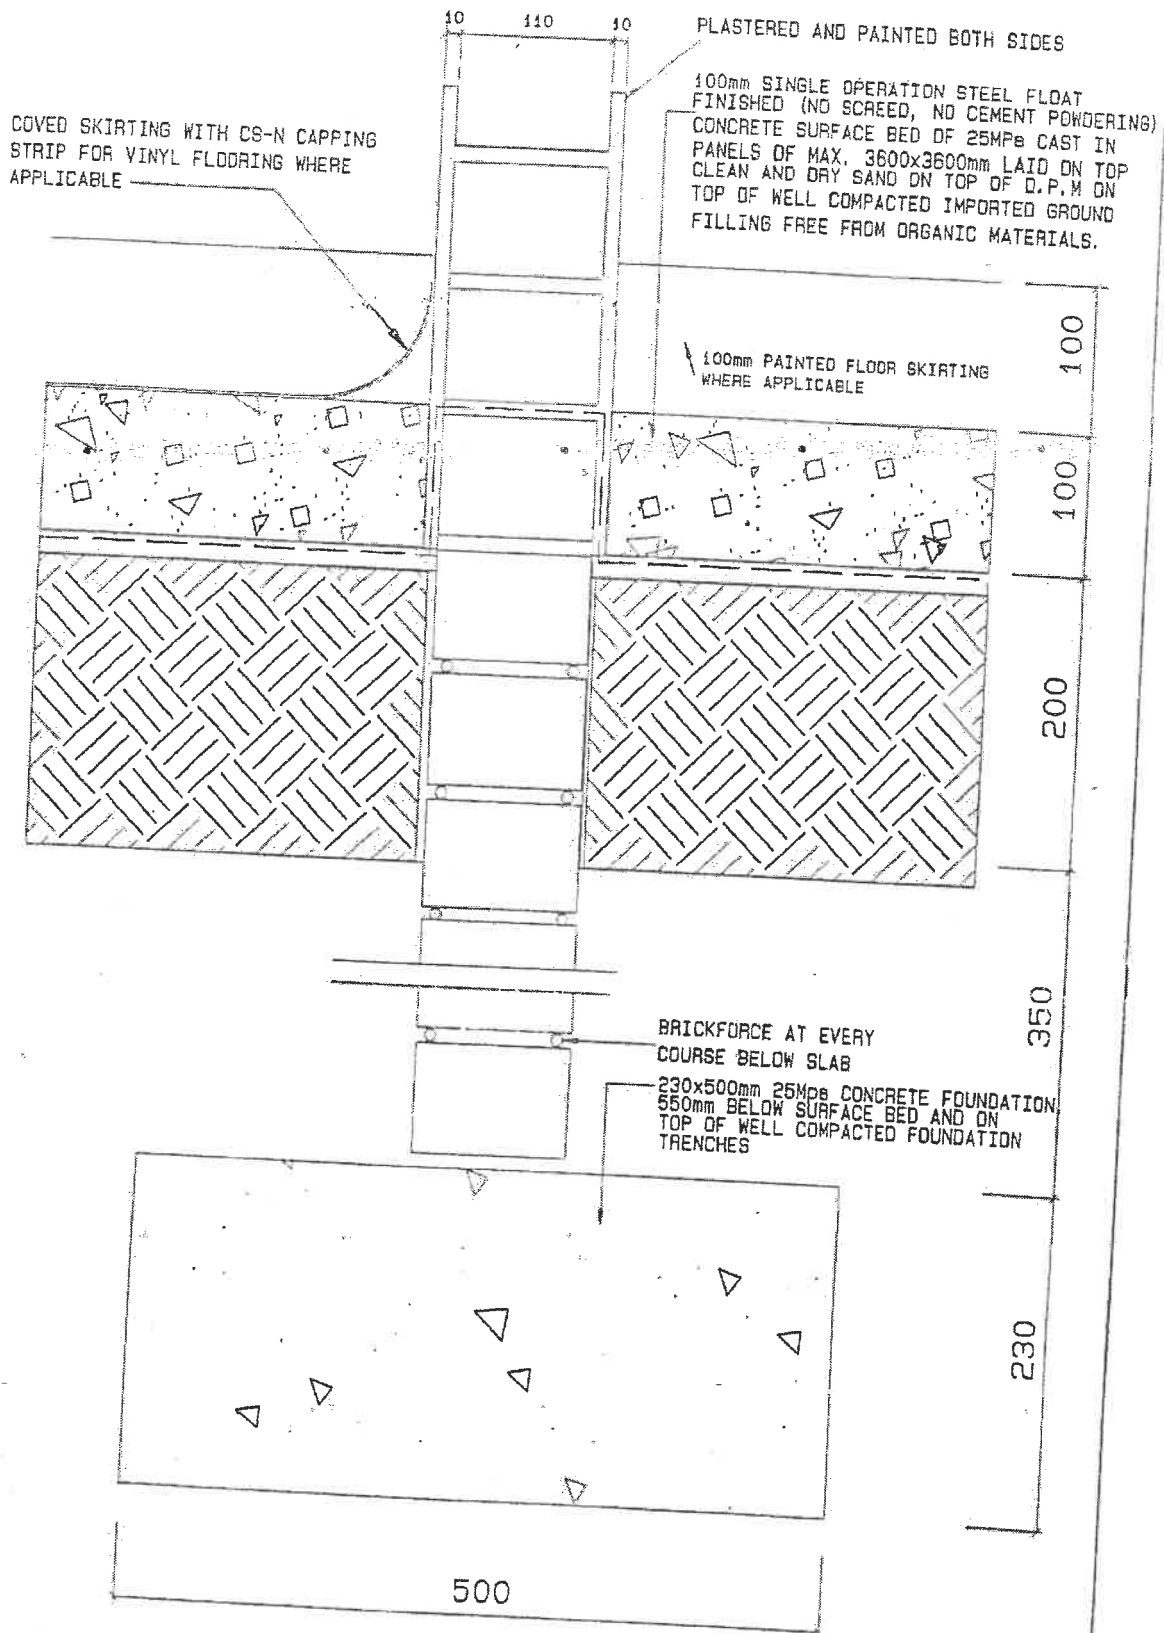 10 110 10
PLASTERED AND PAINTED BOTH SIDES
100mm SINGLE OPERATION STEEL FLOAT
FINISHED (NO SCREED, NO CEMENT POWDERING)
CONCRETE SURFACE BED OF 25MPa CAST IN
PANELS OF MAX. 3600x3600mm LAID ON TOP
CLEAN AND DRY SAND ON TOP OF D.P.M ON
TOP OF WELL COMPACTED IMPORTED GROUND
FILLING FREE FROM ORGANIC MATERIALS.
COVED SKIRTING WITH CS-N CAPPING
STRIP FOR VINYL FLOORING WHERE
APPLICABLE
100mm PAINTED FLOOR SKIRTING
WHERE APPLICABLE
100
100
200
350
BRICKFORCE AT EVERY
COURSE BELOW SLAB
230x500mm 25Mpa CONCRETE FOUNDATION
550mm BELOW SURFACE BED AND ON
TOP OF WELL COMPACTED FOUNDATION
TRENCHES
230
500